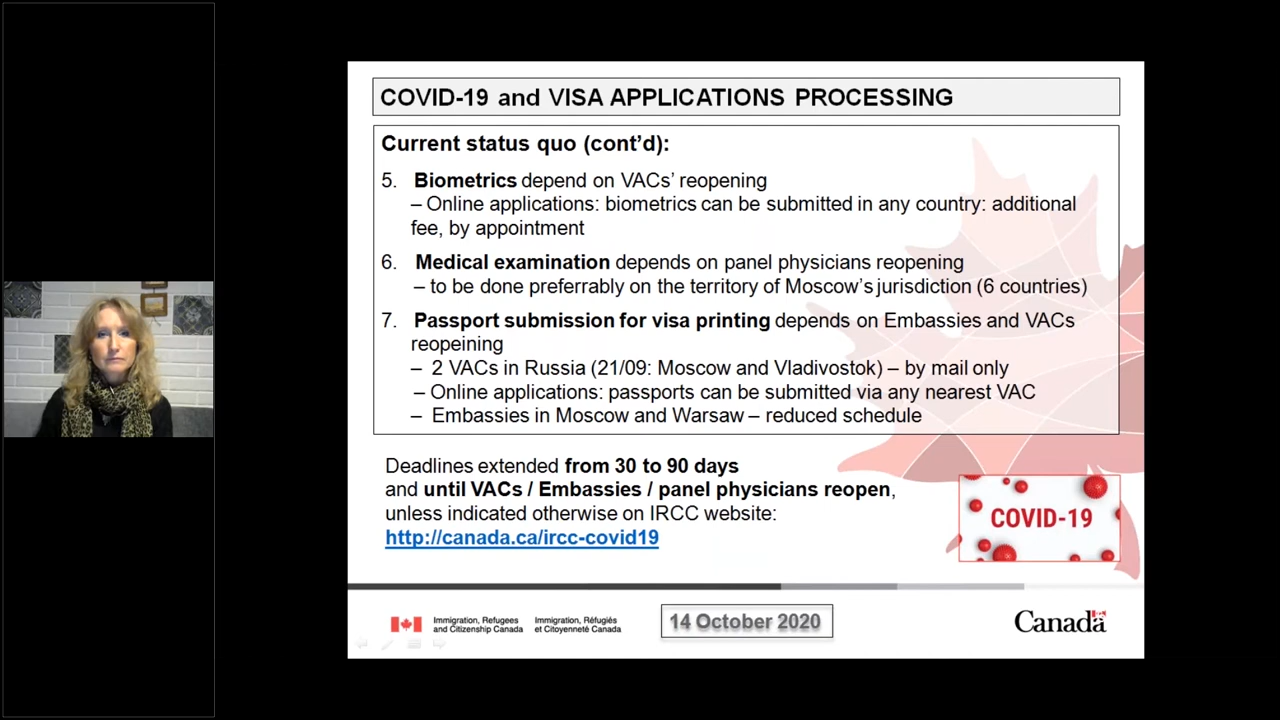 COVID-19 and VISA APPLICATIONS PROCESSING
Current status quo (cont’d):
5. Biometrics depend on VACs’ reopening
– Online applications: biometrics can be submitted in any country: additional
fee, by appointment
6. Medical examination depends on panel physicians reopening
– to be done preferrably on the territory of Moscow’s jurisdiction (6 countries)
7. Passport submission for visa printing depends on Embassies and VACs
reopeining
– 2 VACs in Russia (21/09: Moscow and Vladivostok) – by mail only
– Online applications: passports can be submitted via any nearest VAC
– Embassies in Moscow and Warsaw – reduced schedule
Deadlines extended from 30 to 90 days
and until VACs / Embassies / panel physicians reopen,
unless indicated otherwise on IRCC website:
http://canada.ca/ircc-covid19
COVID-19
Immigration, Refugees
and Citizenship Canada
Immigration, Réfugiés
et Citoyenneté Canada
14 October 2020
Canada